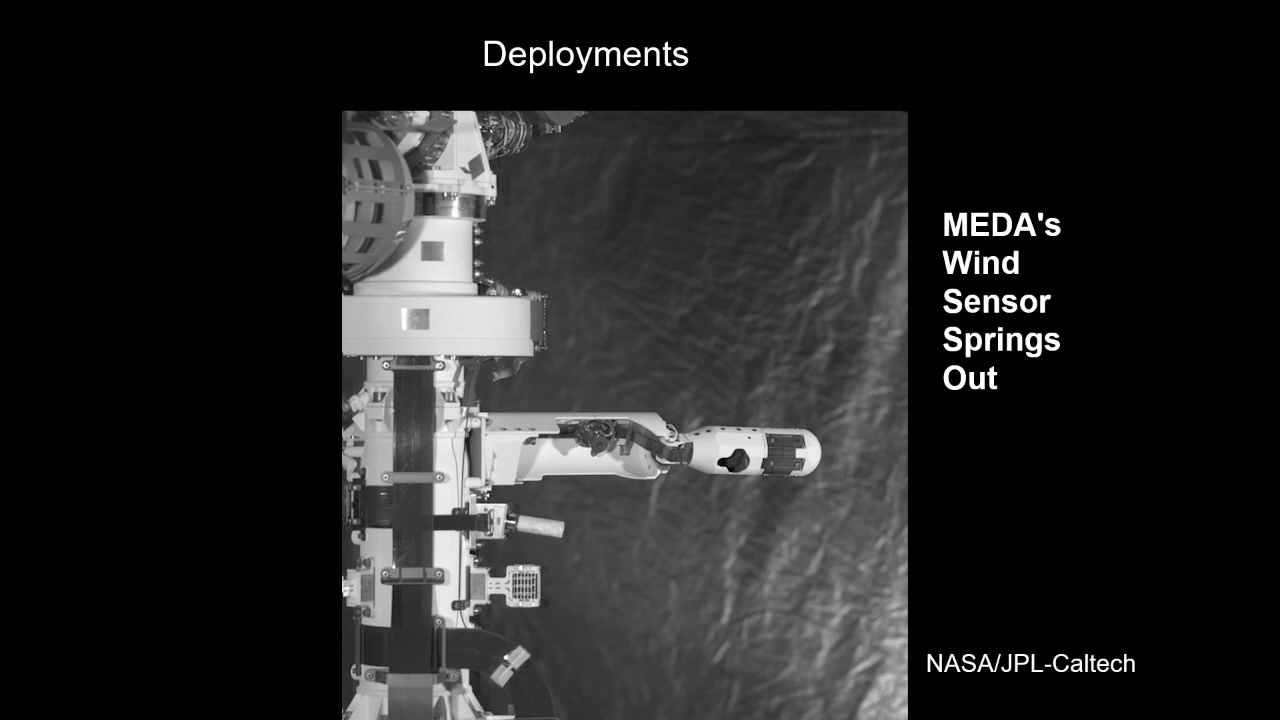 Deployments
MEDA's
Wind
Sensor
Springs
Out
NASA/JPL-Caltech